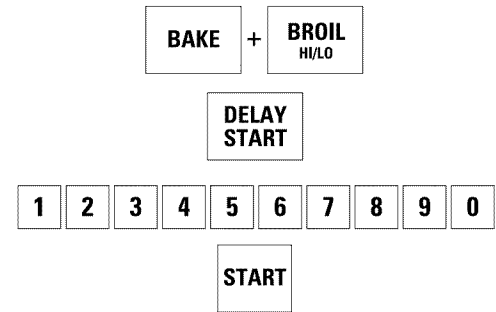 BAKE + BROIL
HI/LO
DELAY
START
1 2 3 4 5 6 7 8 9 0
START